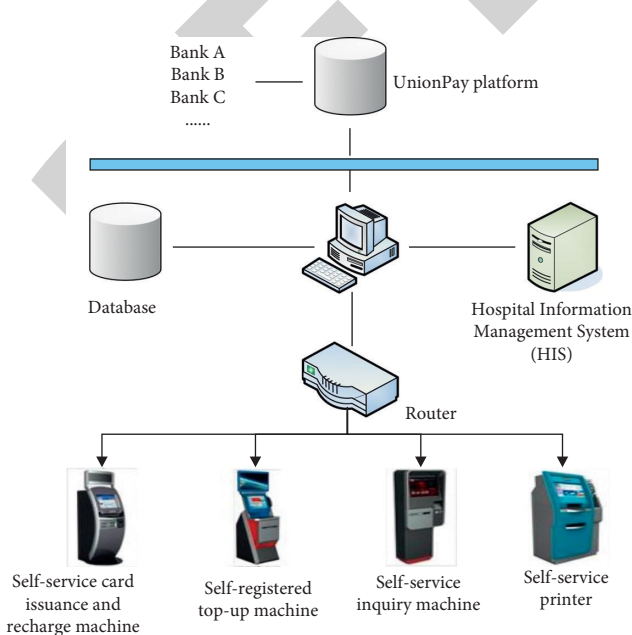 Bank A
Bank B
Bank C
......
UnionPay platform
Database
Hospital Information
Management System
(HIS)
Router
Self-service card
issuance and
recharge machine
Self-registered
top-up machine
Self-service
inquiry machine
Self-service
printer